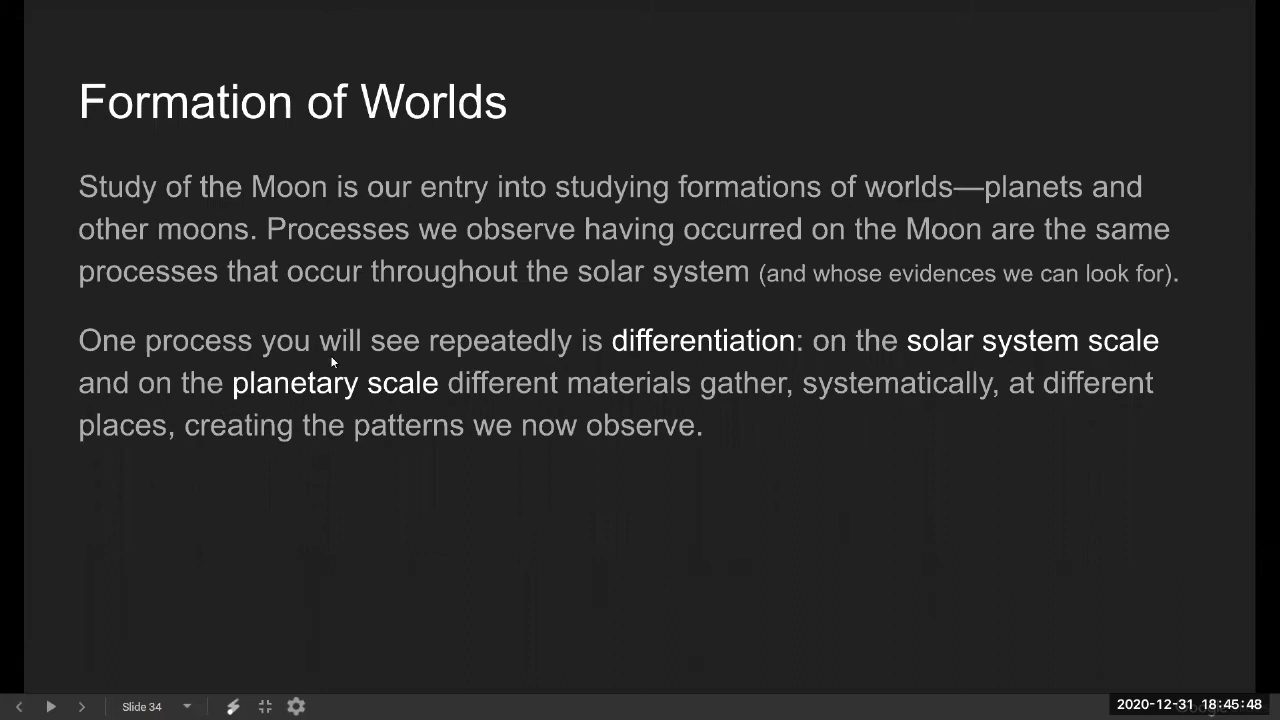 Formation of Worlds
Study of the Moon is our entry into studying formations of worlds—planets and
other moons. Processes we observe having occurred on the Moon are the same
processes that occur throughout the solar system (and whose evidences we can look for).
One process you will see repeatedly is differentiation: on the solar system scale
and on the planetary scale different materials gather, systematically, at different
places, creating the patterns we now observe.
Slide 34
2020-12-31 18:45:48